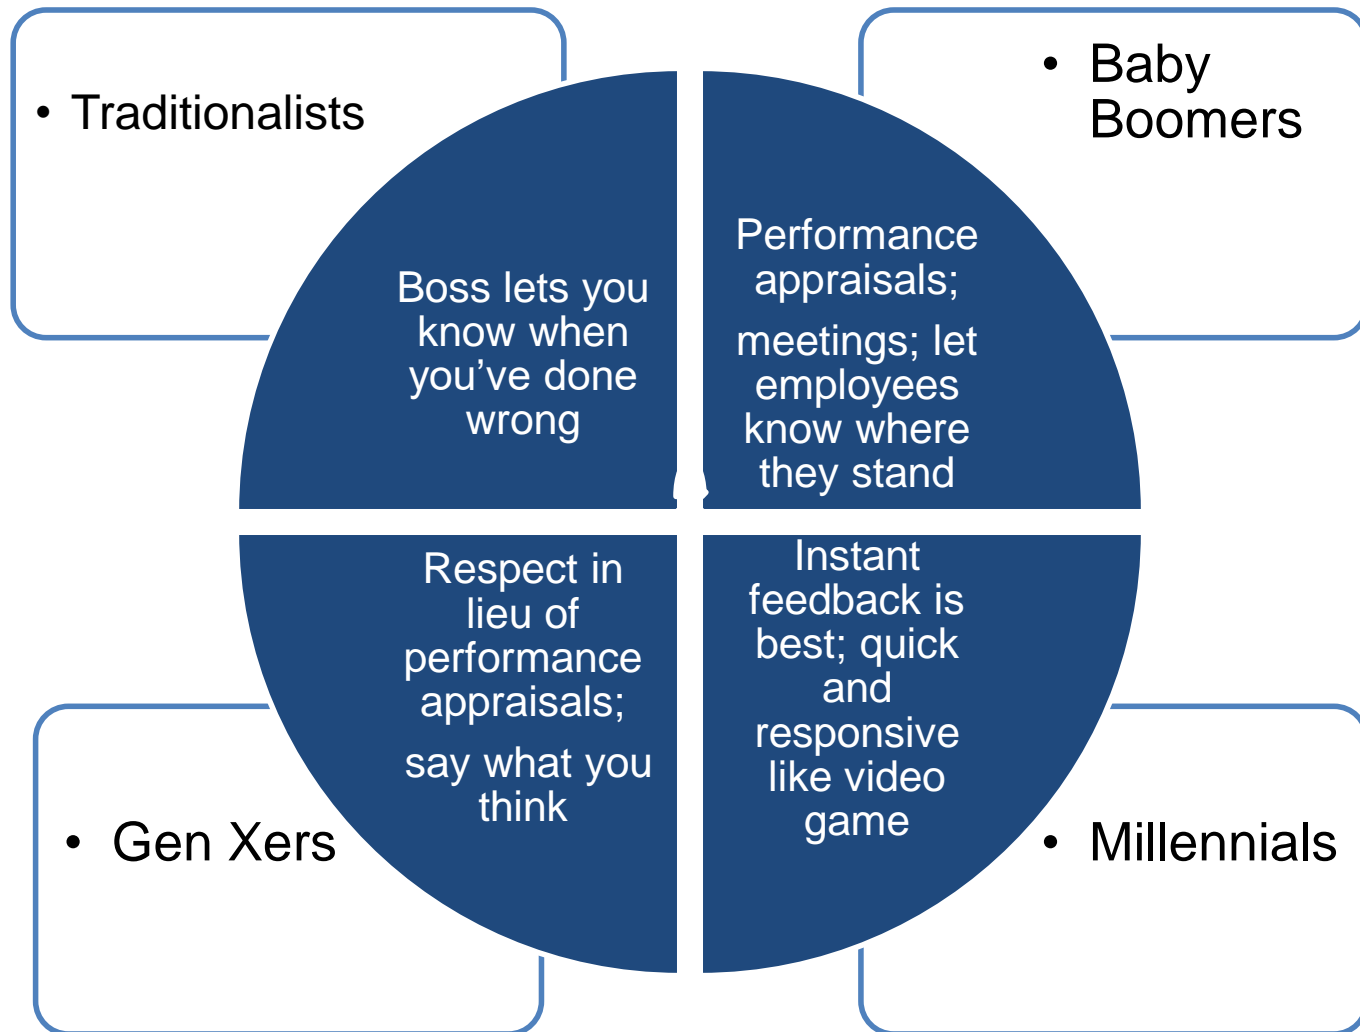 • Traditionalists
Boss lets you
know when
you’ve done
wrong
• Baby
Boomers
Performance
appraisals;
meetings; let
employees
know where
they stand
• Gen Xers
Respect in
lieu of
performance
appraisals;
say what you
think
• Millennials
Instant
feedback is
best; quick
and
responsive
like video
game